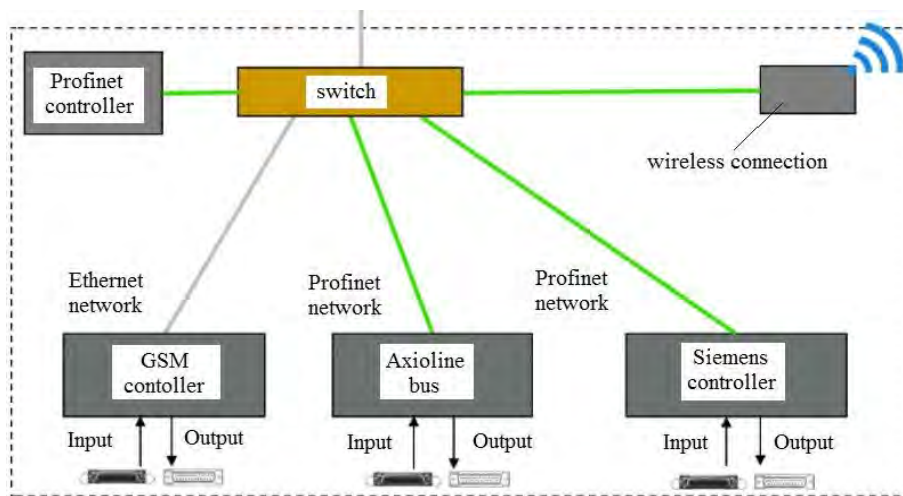 Profinet
controller
switch
wireless connection
Ethernet
network
Profinet
network
Profinet
network
GSM
contoller
Axioline
bus
Siemens
controller
Input
Output
Input
Output
Input
Output